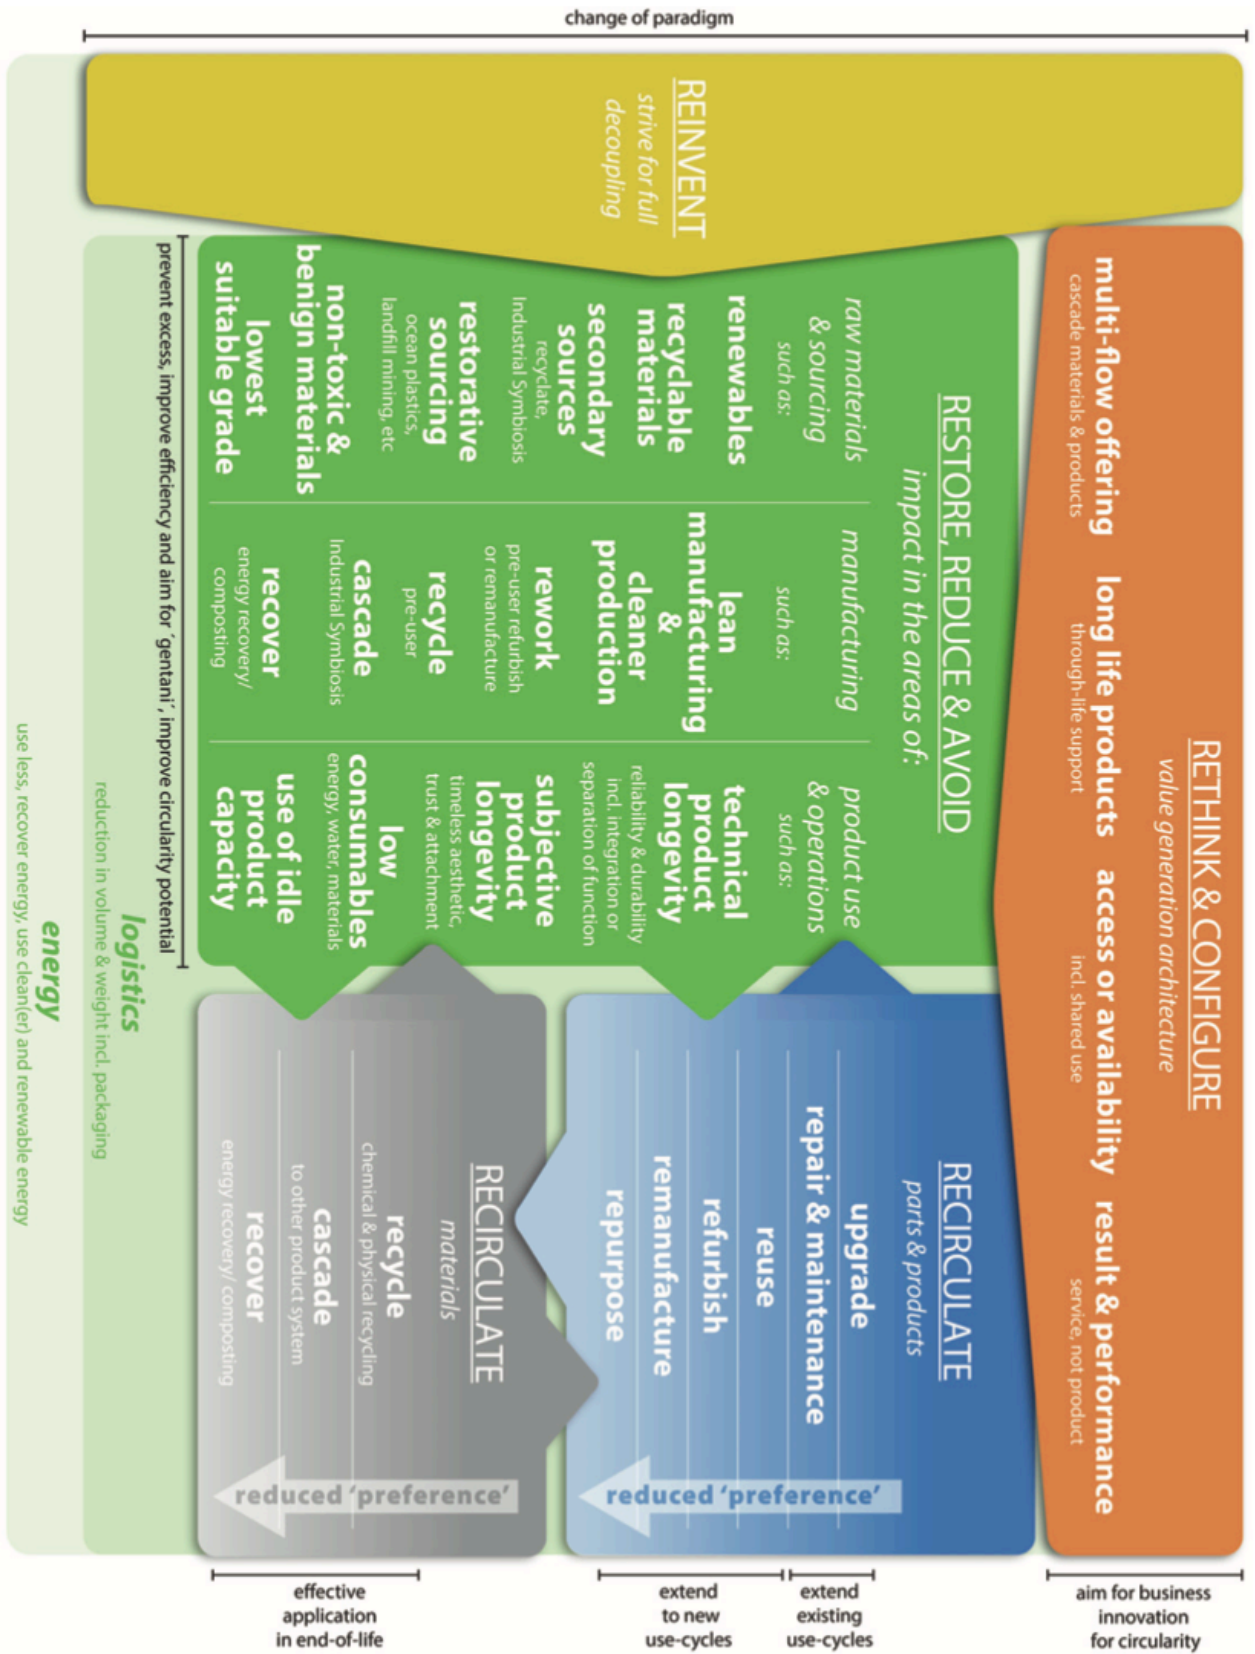 change of paradigm
REINVENT
strive for full
decoupling
RETHINK & CONFIGURE
value generation architecture
multi-flow offering
cascade materials & products
long life products
through-life support
access or availability
incl. shared use
result & performance
service, not product
aim for business
innovation
for circularity
RESTORE, REDUCE & AVOID
impact in the areas of:
raw materials
& sourcing
such as:
renewables
recyclable
materials
secondary
sources
recyclate,
Industrial Symbiosis
restorative
sourcing
ocean plastics,
landfill mining, etc
non-toxic &
benign materials
lowest
suitable grade
manufacturing
such as:
lean
manufacturing
&
cleaner
production
rework
pre-user refurbish
or remanufacture
recycle
pre-user
cascade
Industrial Symbiosis
recover
energy recovery/
composting
product use
& operations
such as:
technical
product
longevity
reliability & durability
incl. integration or
separation of function
subjective
product
longevity
timeless aesthetic,
trust & attachment
low
consumables
energy, water, materials
use of idle
product
capacity
RECIRCULATE
parts & products
upgrade
repair & maintenance
reuse
refurbish
remanufacture
repurpose
reduced ‘preference’
extend
existing
use-cycles
extend
to new
use-cycles
RECIRCULATE
materials
recycle
chemical & physical recycling
cascade
to other product system
recover
energy recovery/ composting
reduced ‘preference’
effective
application
in end-of-life
prevent excess, improve efficiency and aim for ‘gentani’, improve circularity potential
logistics
reduction in volume & weight incl. packaging
energy
use less, recover energy, use clean(er) and renewable energy